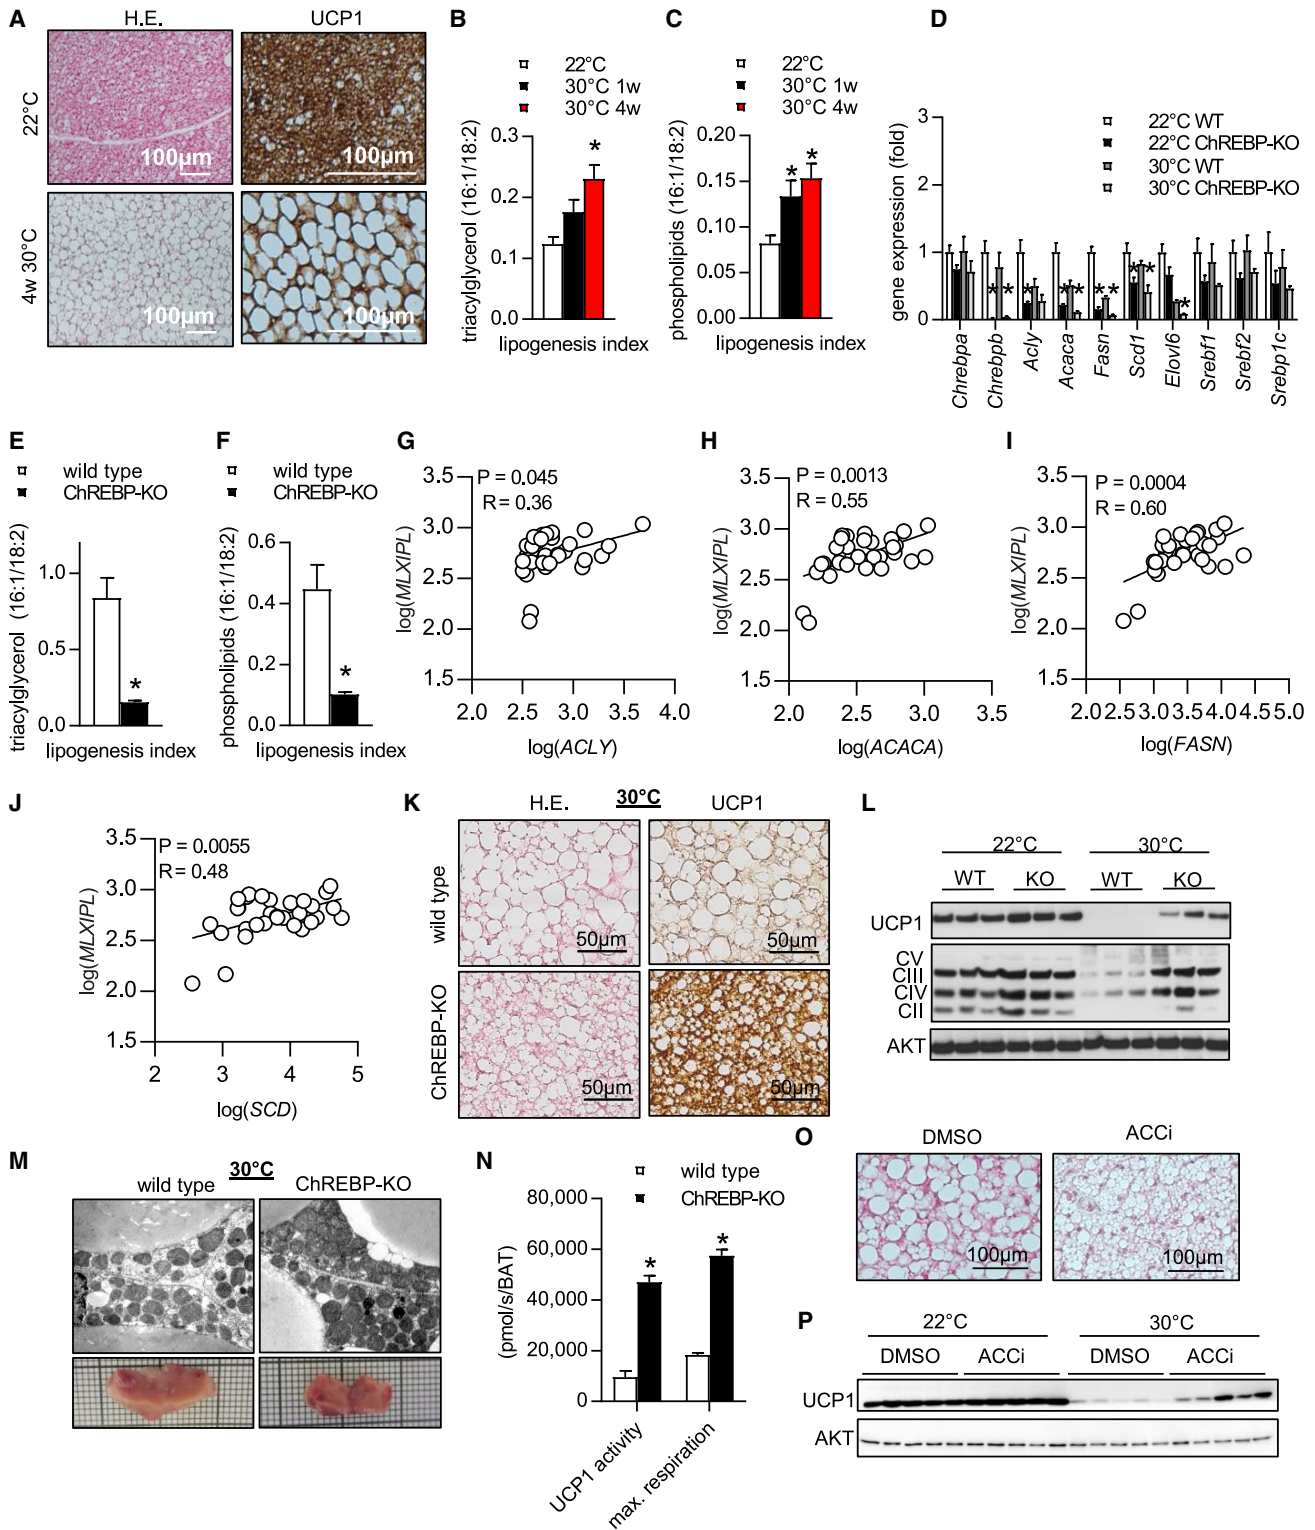 A
H.E.
UCP1
22°C
100µm
100µm
4w 30°C
100µm
100µm
B
22°C
30°C 1w
30°C 4w
triacylglycerol (16:1/18:2)
0.3
0.2
0.1
0.0
*
lipogenesis index
C
22°C
30°C 1w
30°C 4w
phospholipids (16:1/18:2)
0.20
0.15
0.10
0.05
0.00
* *
lipogenesis index
D
22°C WT
22°C ChREBP-KO
30°C WT
30°C ChREBP-KO
gene expression (fold)
3
2
1
0
* * * * * * * * * *
Chrebpa
Chrebpb
Acly
Acaca
Fasn
Scd1
Elovl6
Srebf1
Srebf2
Srebp1c
E
wild type
ChREBP-KO
triacylglycerol (16:1/18:2)
1.0
0.5
0.0
*
lipogenesis index
F
wild type
ChREBP-KO
phospholipids (16:1/18:2)
0.6
0.4
0.2
0.0
*
lipogenesis index
G
P = 0.045
R = 0.36
log(MLXIPL)
3.5
3.0
2.5
2.0
1.5
2.0 2.5 3.0 3.5 4.0
log(ACLY)
H
P = 0.0013
R = 0.55
log(MLXIPL)
3.5
3.0
2.5
2.0
1.5
2.0 2.5 3.0 3.5
log(ACACA)
I
P = 0.0004
R = 0.60
log(MLXIPL)
3.5
3.0
2.5
2.0
1.5
2.0 2.5 3.0 3.5 4.0 4.5 5.0
log(FASN)
J
P = 0.0055
R = 0.48
log(MLXIPL)
3.5
3.0
2.5
2.0
1.5
2 3 4 5
log(SCD)
K
30°C
H.E.
UCP1
wild type
50µm
50µm
ChREBP-KO
50µm
50µm
L
22°C
30°C
WT KO WT KO
UCP1
CV
CIII
CIV
CII
AKT
M
30°C
wild type
ChREBP-KO
N
wild type
ChREBP-KO
(pmol/s/BAT)
80,000
60,000
40,000
20,000
0
* *
UCP1 activity
max. respiration
O
DMSO
ACCi
100µm
100µm
P
22°C
30°C
DMSO ACCi DMSO ACCi
UCP1
AKT